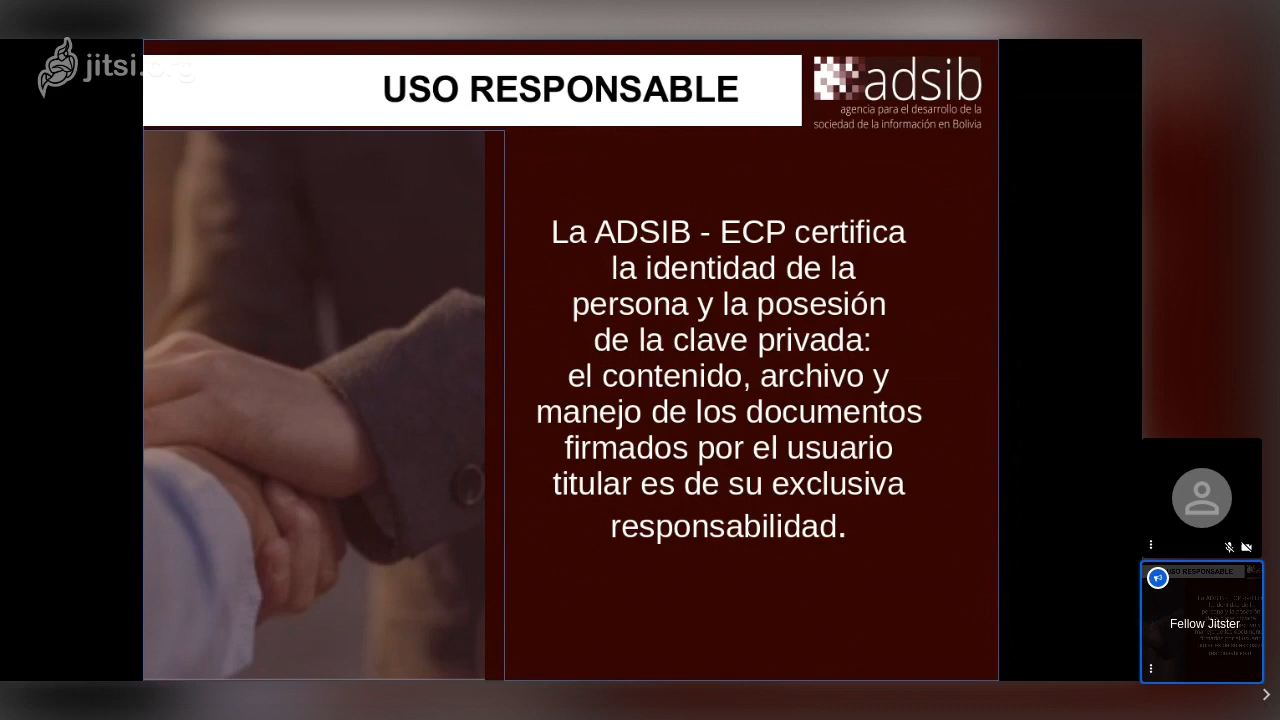 jitsi.org
USO RESPONSABLE
adsib
agencia para el desarrollo de la
sociedad de la información en Bolivia
La ADSIB - ECP certifica
la identidad de la
persona y la posesión
de la clave privada:
el contenido, archivo y
manejo de los documentos
firmados por el usuario
titular es de su exclusiva
responsabilidad.
USO RESPONSABLE
Fellow Jitster